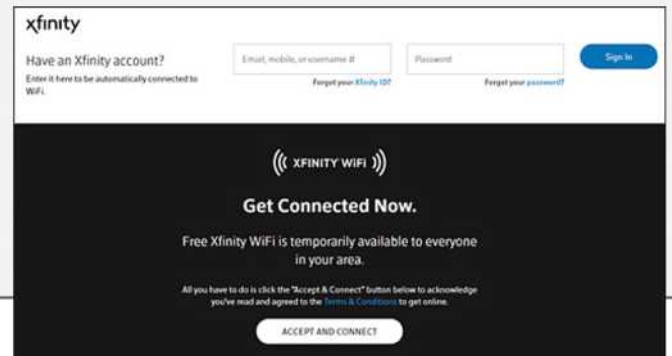 xfinity
Have an Xfinity account?
Enter it here to be automatically connected to
WiFi.
Email, mobile, or username #
Password
Sign In
Forgot your Xfinity ID?
Forgot your password?
XFINITY WiFi
Get Connected Now.
Free Xfinity WiFi is temporarily available to everyone
in your area.
All you have to do is click the "Accept & Connect" button below to acknowledge
you've read and agreed to the Terms & Conditions to get online.
ACCEPT AND CONNECT